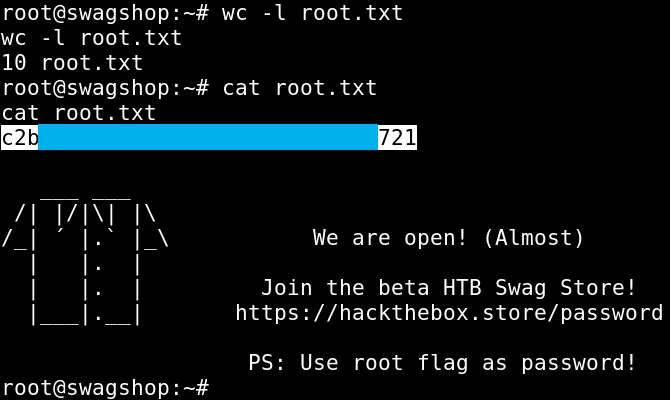 root@swagshop:~# wc -l root.txt
wc -l root.txt
10 root.txt
root@swagshop:~# cat root.txt
cat root.txt
c2b 721
   ___ ___
 /| |/|\| |\
/_| ´ |.` |_\           We are open! (Almost)
  |   |.  |
  |   |.  |         Join the beta HTB Swag Store!
  |___|.__|       https://hackthebox.store/password
                   PS: Use root flag as password!
root@swagshop:~#